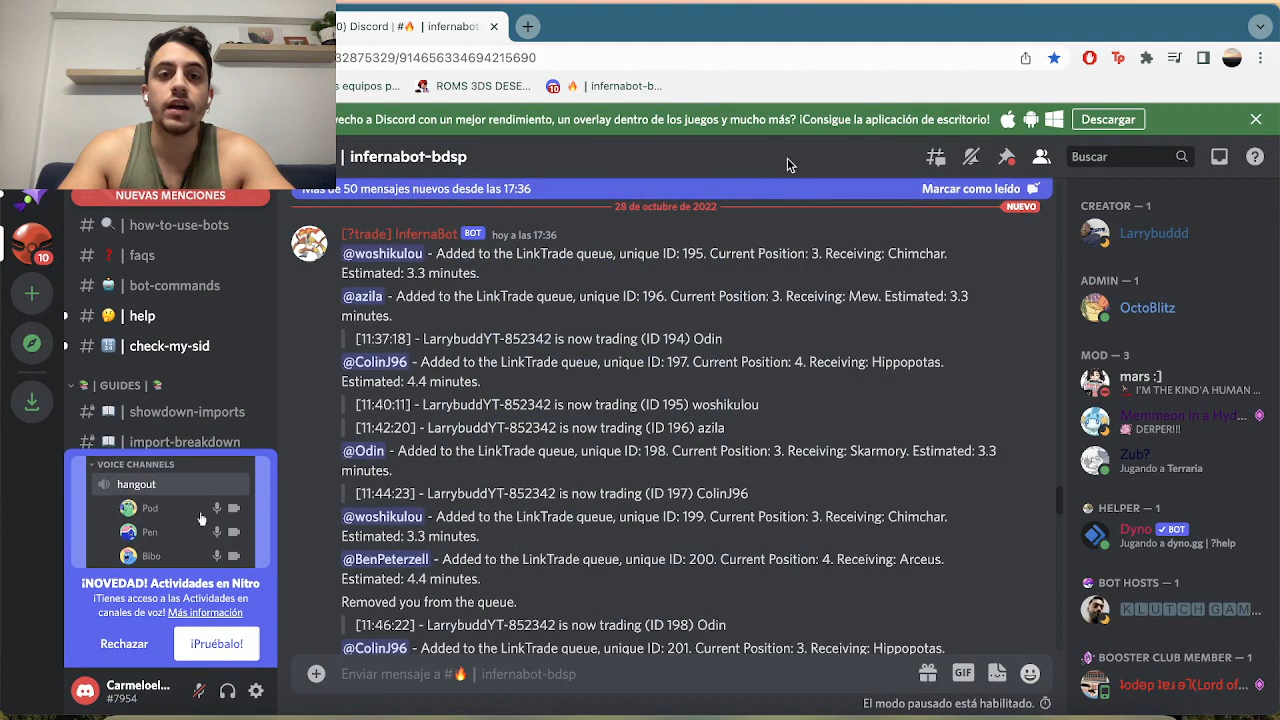 0) Discord | #🔥 | infernabot-
32875329/914656334694215690
s equipos p...
ROMS 3DS DESE...
🔥 | infernabot-b...
vecho a Discord con un mejor rendimiento, un overlay dentro de los juegos y mucho más? ¡Consigue la aplicación de escritorio!
Descargar
| infernabot-bdsp
Buscar
NUEVAS MENCIONES
# 🔍 | how-to-use-bots
# ❓ | faqs
# 🤖 | bot-commands
# 🤔 | help
# 🔢 | check-my-sid
📚 | GUIDES | 📚
# 📖 | showdown-imports
# 📖 | import-breakdown
10
VOICE CHANNELS
hangout
Pod
Pen
Bibo
¡NOVEDAD! Actividades en Nitro
¡Tienes acceso a las Actividades en
canales de voz! Más información
Rechazar
¡Pruébalo!
Carmeloel...
#7954
Más de 50 mensajes nuevos desde las 17:36
Marcar como leído
28 de octubre de 2022
NUEVO
[?trade] InfernaBot BOT hoy a las 17:36
@woshikulou - Added to the LinkTrade queue, unique ID: 195. Current Position: 3. Receiving: Chimchar.
Estimated: 3.3 minutes.
@azila - Added to the LinkTrade queue, unique ID: 196. Current Position: 3. Receiving: Mew. Estimated: 3.3
minutes.
[11:37:18] - LarrybuddYT-852342 is now trading (ID 194) Odin
@ColinJ96 - Added to the LinkTrade queue, unique ID: 197. Current Position: 4. Receiving: Hippopotas.
Estimated: 4.4 minutes.
[11:40:11] - LarrybuddYT-852342 is now trading (ID 195) woshikulou
[11:42:20] - LarrybuddYT-852342 is now trading (ID 196) azila
@Odin - Added to the LinkTrade queue, unique ID: 198. Current Position: 3. Receiving: Skarmory. Estimated: 3.3
minutes.
[11:44:23] - LarrybuddYT-852342 is now trading (ID 197) ColinJ96
@woshikulou - Added to the LinkTrade queue, unique ID: 199. Current Position: 3. Receiving: Chimchar.
Estimated: 3.3 minutes.
@BenPeterzell - Added to the LinkTrade queue, unique ID: 200. Current Position: 4. Receiving: Arceus.
Estimated: 4.4 minutes.
Removed you from the queue.
[11:46:22] - LarrybuddYT-852342 is now trading (ID 198) Odin
@ColinJ96 - Added to the LinkTrade queue, unique ID: 201. Current Position: 4. Receiving: Hippopotas.
Enviar mensaje a #🔥 | infernabot-bdsp
GIF
El modo pausado está habilitado.
CREATOR — 1
Larrybuddd
ADMIN — 1
OctoBlitz
MOD — 3
mars :]
I'M THE KIND'A HUMAN ...
Memmeon in a Hyd...
DERPER!!!
Zub?
Jugando a Terraria
HELPER — 1
Dyno ✓ BOT
Jugando a dyno.gg | ?help
BOT HOSTS — 1
KLUTCH GAM...
BOOSTER CLUB MEMBER — 1